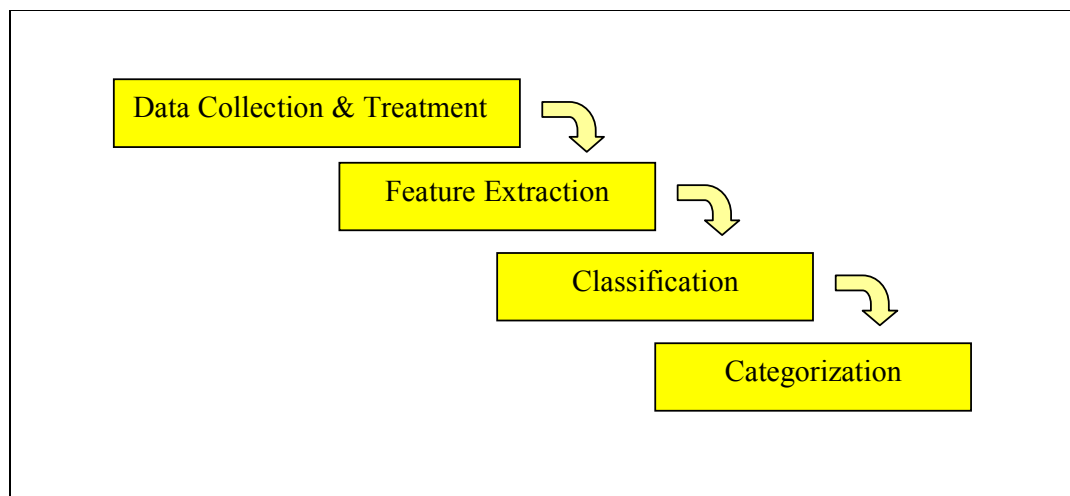 Data Collection & Treatment
Feature Extraction
Classification
Categorization